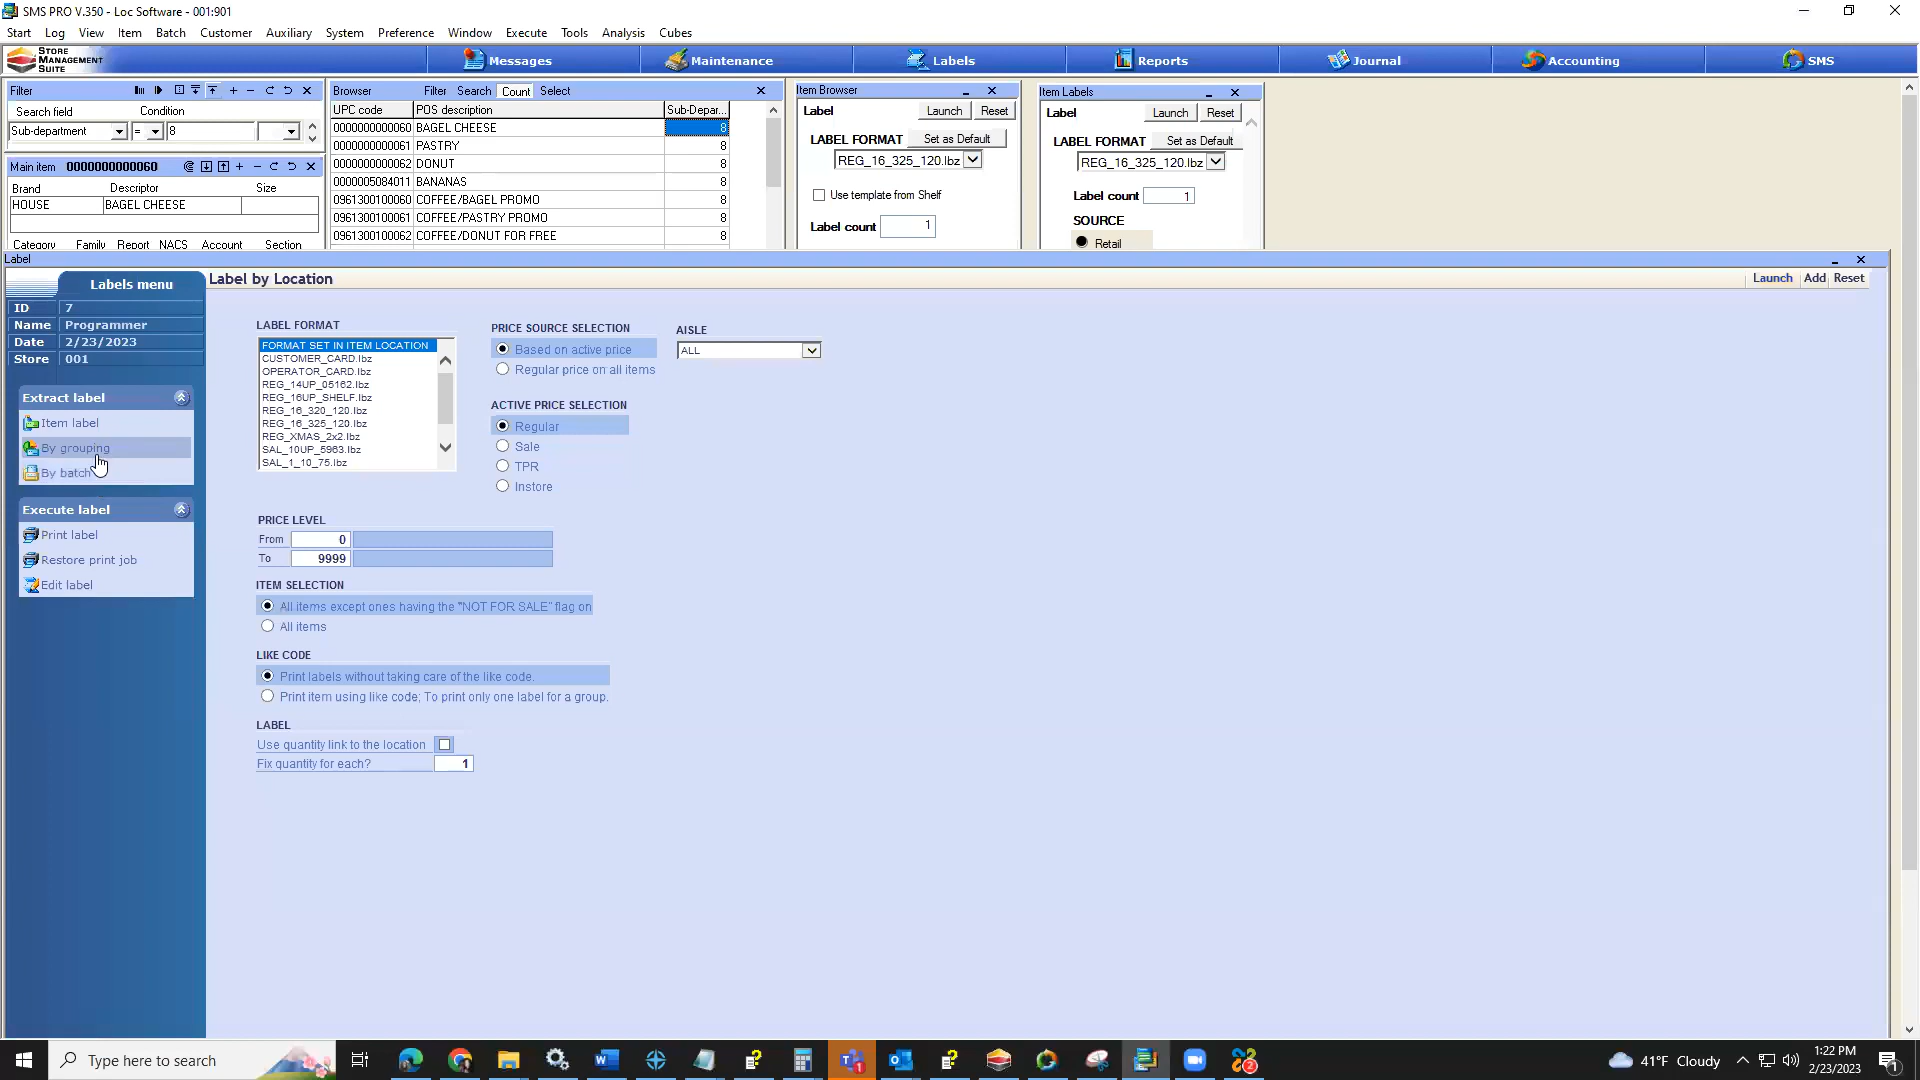 SMS PRO V.350 - Loc Software - 001:901
Start Log View Item Batch Customer Auxiliary System Preference Window Execute Tools Analysis Cubes
STORE MANAGEMENT SUITE
Messages Maintenance Labels Reports Journal Accounting SMS
Filter
Search field Condition
Sub-department = 8
Main item 0000000000060
Brand Descriptor Size
HOUSE BAGEL CHEESE
Category Family Report NACS Account Section
Browser Filter Search Count Select
UPC code POS description Sub-Depar...
0000000000060 BAGEL CHEESE 8
0000000000061 PASTRY 8
0000000000062 DONUT 8
0000005084011 BANANAS 8
0961300100060 COFFEE/BAGEL PROMO 8
0961300100061 COFFEE/PASTRY PROMO 8
0961300100062 COFFEE/DONUT FOR FREE 8
Item Browser
Label Launch Reset
LABEL FORMAT Set as Default
REG_16_325_120.lbz
Use template from Shelf
Label count 1
Item Labels
Label Launch Reset
LABEL FORMAT Set as Default
REG_16_325_120.lbz
Label count 1
SOURCE
Retail
Label
Labels menu
ID 7
Name Programmer
Date 2/23/2023
Store 001
Extract label
Item label
By grouping
By batch
Execute label
Print label
Restore print job
Edit label
Label by Location Launch Add Reset
LABEL FORMAT
FORMAT SET IN ITEM LOCATION
CUSTOMER_CARD.lbz
OPERATOR_CARD.lbz
REG_14UP_05162.lbz
REG_16UP_SHELF.lbz
REG_16_320_120.lbz
REG_16_325_120.lbz
REG_XMAS_2x2.lbz
SAL_10UP_5963.lbz
SAL_1_10_75.lbz
PRICE SOURCE SELECTION
Based on active price
Regular price on all items
AISLE
ALL
ACTIVE PRICE SELECTION
Regular
Sale
TPR
Instore
PRICE LEVEL
From 0
To 9999
ITEM SELECTION
All items except ones having the "NOT FOR SALE" flag on
All items
LIKE CODE
Print labels without taking care of the like code.
Print item using like code; To print only one label for a group.
LABEL
Use quantity link to the location
Fix quantity for each? 1
Type here to search
41°F Cloudy
1:22 PM
2/23/2023